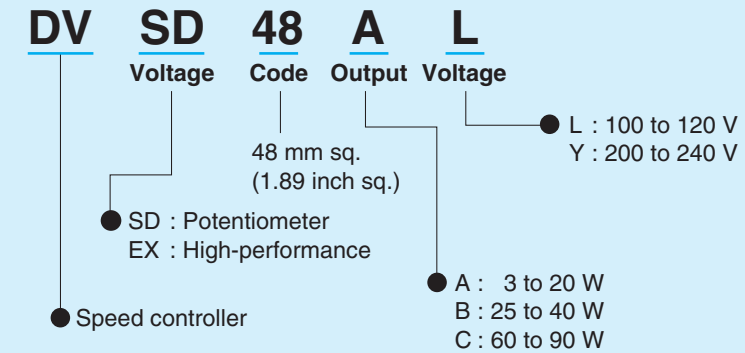 DV SD 48 A L
Voltage Code Output Voltage
L : 100 to 120 V
Y : 200 to 240 V
48 mm sq.
(1.89 inch sq.)
SD : Potentiometer
EX : High-performance
A : 3 to 20 W
B : 25 to 40 W
C : 60 to 90 W
Speed controller